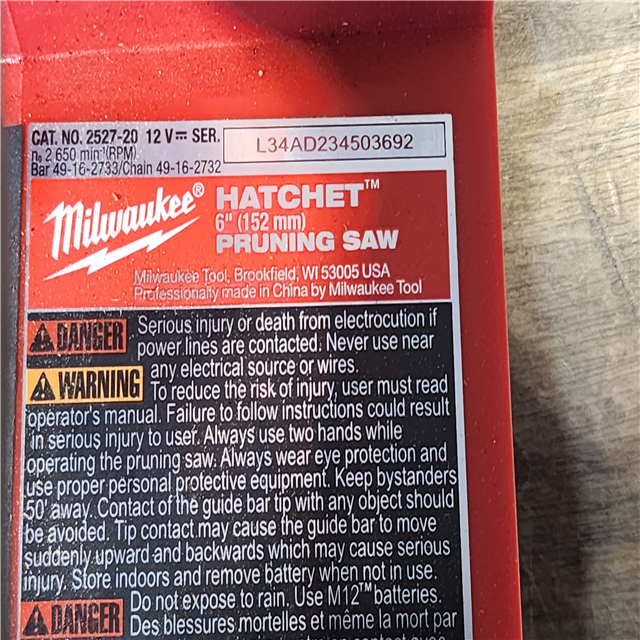 CAT. NO. 2527-20 12 V⎓ SER. L34AD234503692
n₀ 2 650 min⁻¹(RPM)
Bar 49-16-2733/Chain 49-16-2732
Milwaukee®
HATCHET™
6" (152 mm)
PRUNING SAW
Milwaukee Tool, Brookfield, WI 53005 USA
Professionally made in China by Milwaukee Tool
DANGER Serious injury or death from electrocution if
power lines are contacted. Never use near
any electrical source or wires.
WARNING To reduce the risk of injury, user must read
operator's manual. Failure to follow instructions could result
in serious injury to user. Always use two hands while
operating the pruning saw. Always wear eye protection and
use proper personal protective equipment. Keep bystanders
50' away. Contact of the guide bar tip with any object should
be avoided. Tip contact may cause the guide bar to move
suddenly upward and backwards which may cause serious
injury. Store indoors and remove battery when not in use.
Do not expose to rain. Use M12™ batteries.
DANGER Des blessures mortelles et même la mort par
contact avec